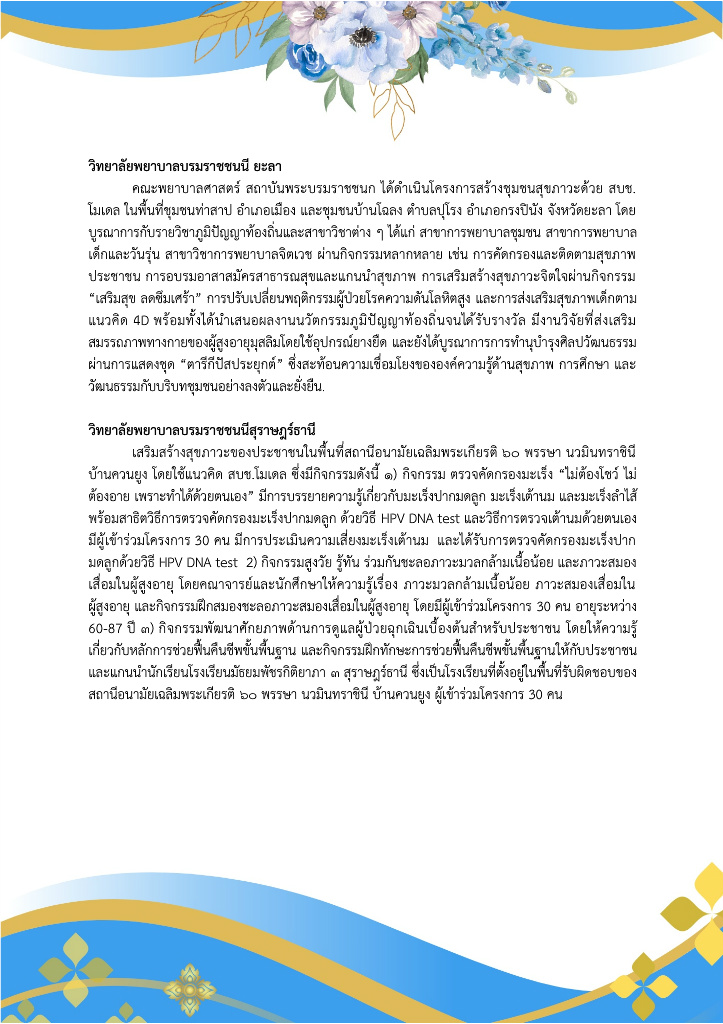 วิทยาลัยพยาบาลบรมราชชนนี ยะลา
คณะพยาบาลศาสตร์ สถาบันพระบรมราชชนก ได้ดำเนินโครงการสร้างชุมชนสุขภาวะด้วย สบช.
โมเดล ในพื้นที่ชุมชนท่าสาป อำเภอเมือง และชุมชนบ้านโฉลง ตำบลปุโรง อำเภอกรงปินัง จังหวัดยะลา โดย
บูรณาการกับรายวิชาภูมิปัญญาท้องถิ่นและสาขาวิชาต่าง ๆ ได้แก่ สาขาการพยาบาลชุมชน สาขาการพยาบาล
เด็กและวันรุ่น สาขาวิชาการพยาบาลจิตเวช ผ่านกิจกรรมหลากหลาย เช่น การคัดกรองและติดตามสุขภาพ
ประชาชน การอบรมอาสาสมัครสาธารณสุขและแกนนำสุขภาพ การเสริมสร้างสุขภาวะจิตใจผ่านกิจกรรม
“เสริมสุข ลดซึมเศร้า” การปรับเปลี่ยนพฤติกรรมผู้ป่วยโรคความดันโลหิตสูง และการส่งเสริมสุขภาพเด็กตาม
แนวคิด 4D พร้อมทั้งได้นำเสนอผลงานนวัตกรรมภูมิปัญญาท้องถิ่นจนได้รับรางวัล มีงานวิจัยที่ส่งเสริม
สมรรถภาพทางกายของผู้สูงอายุมุสลิมโดยใช้อุปกรณ์ยางยืด และยังได้บูรณาการการทำนุบำรุงศิลปวัฒนธรรม
ผ่านการแสดงชุด “ตารีกีปัสประยุกต์” ซึ่งสะท้อนความเชื่อมโยงขององค์ความรู้ด้านสุขภาพ การศึกษา และ
วัฒนธรรมกับบริบทชุมชนอย่างลงตัวและยั่งยืน.
วิทยาลัยพยาบาลบรมราชชนนีสุราษฎร์ธานี
เสริมสร้างสุขภาวะของประชาชนในพื้นที่สถานีอนามัยเฉลิมพระเกียรติ ๖๐ พรรษา นวมินทราชินี
บ้านควนยูง โดยใช้แนวคิด สบช.โมเดล ซึ่งมีกิจกรรมดังนี้ ๑) กิจกรรม ตรวจคัดกรองมะเร็ง “ไม่ต้องโชว์ ไม่
ต้องอาย เพราะทำได้ด้วยตนเอง” มีการบรรยายความรู้เกี่ยวกับมะเร็งปากมดลูก มะเร็งเต้านม และมะเร็งลำไส้
พร้อมสาธิตวิธีการตรวจคัดกรองมะเร็งปากมดลูก ด้วยวิธี HPV DNA test และวิธีการตรวจเต้านมด้วยตนเอง
มีผู้เข้าร่วมโครงการ 30 คน มีการประเมินความเสี่ยงมะเร็งเต้านม และได้รับการตรวจคัดกรองมะเร็งปาก
มดลูกด้วยวิธี HPV DNA test 2) กิจกรรมสูงวัย รู้ทัน ร่วมกันชะลอภาวะมวลกล้ามเนื้อน้อย และภาวะสมอง
เสื่อมในผู้สูงอายุ โดยคณาจารย์และนักศึกษาให้ความรู้เรื่อง ภาวะมวลกล้ามเนื้อน้อย ภาวะสมองเสื่อมใน
ผู้สูงอายุ และกิจกรรมฝึกสมองชะลอภาวะสมองเสื่อมในผู้สูงอายุ โดยมีผู้เข้าร่วมโครงการ 30 คน อายุระหว่าง
60-87 ปี ๓) กิจกรรมพัฒนาศักยภาพด้านการดูแลผู้ป่วยฉุกเฉินเบื้องต้นสำหรับประชาชน โดยให้ความรู้
เกี่ยวกับหลักการช่วยฟื้นคืนชีพขั้นพื้นฐาน และกิจกรรมฝึกทักษะการช่วยฟื้นคืนชีพขั้นพื้นฐานให้กับประชาชน
และแกนนำนักเรียนโรงเรียนมัธยมพัชรกิติยาภา ๓ สุราษฎร์ธานี ซึ่งเป็นโรงเรียนที่ตั้งอยู่ในพื้นที่รับผิดชอบของ
สถานีอนามัยเฉลิมพระเกียรติ ๖๐ พรรษา นวมินทราชินี บ้านควนยูง ผู้เข้าร่วมโครงการ 30 คน